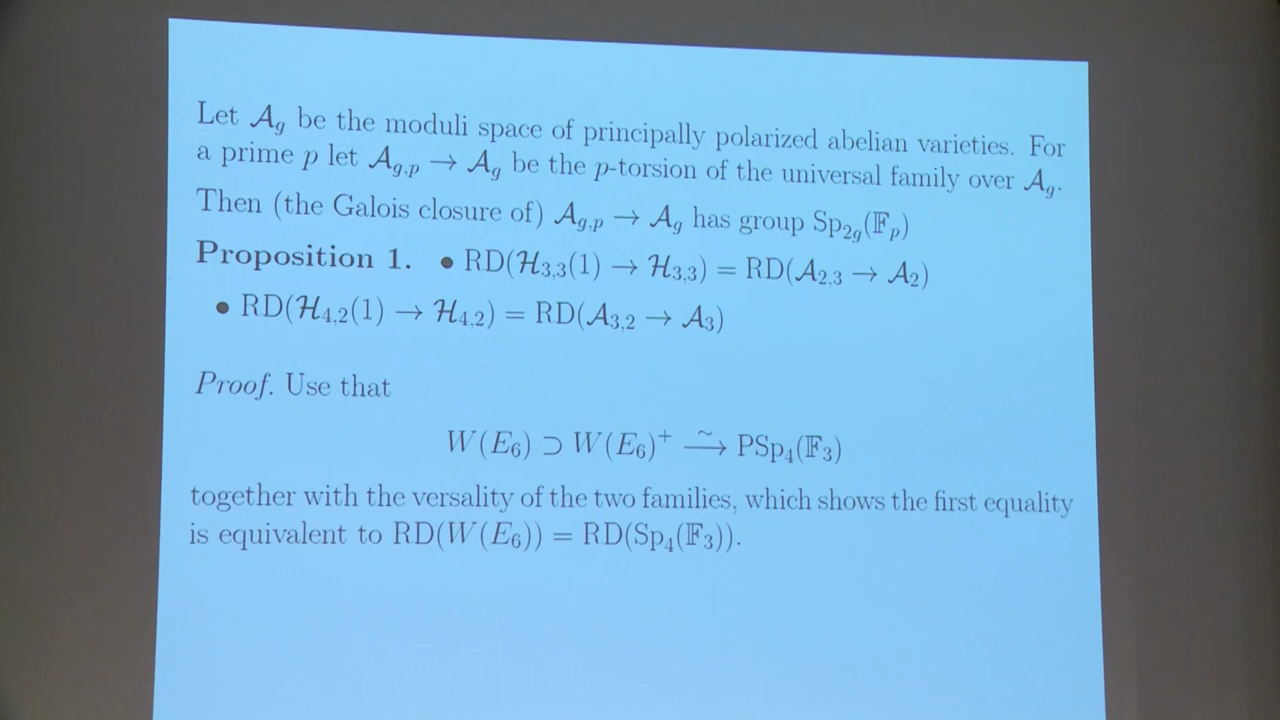 Let 𝒜_g be the moduli space of principally polarized abelian varieties. For
a prime p let 𝒜_{g,p} → 𝒜_g be the p-torsion of the universal family over 𝒜_g.
Then (the Galois closure of) 𝒜_{g,p} → 𝒜_g has group Sp_{2g}(𝔽_p)
Proposition 1. • RD(ℋ_{3,3}(1) → ℋ_{3,3}) = RD(𝒜_{2,3} → 𝒜_2)
• RD(ℋ_{4,2}(1) → ℋ_{4,2}) = RD(𝒜_{3,2} → 𝒜_3)
Proof. Use that
W(E_6) ⊃ W(E_6)^+ ⥲ PSp_4(𝔽_3)
together with the versality of the two families, which shows the first equality
is equivalent to RD(W(E_6)) = RD(Sp_4(𝔽_3)).